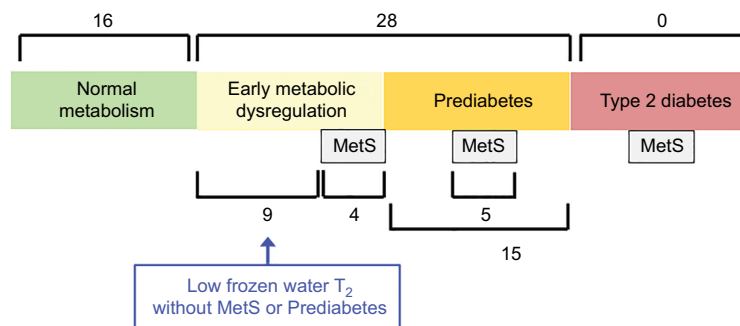 16 28 0
Normal metabolism
Early metabolic dysregulation
Prediabetes
Type 2 diabetes
MetS MetS MetS
9 4 5
15
Low frozen water T₂
without MetS or Prediabetes